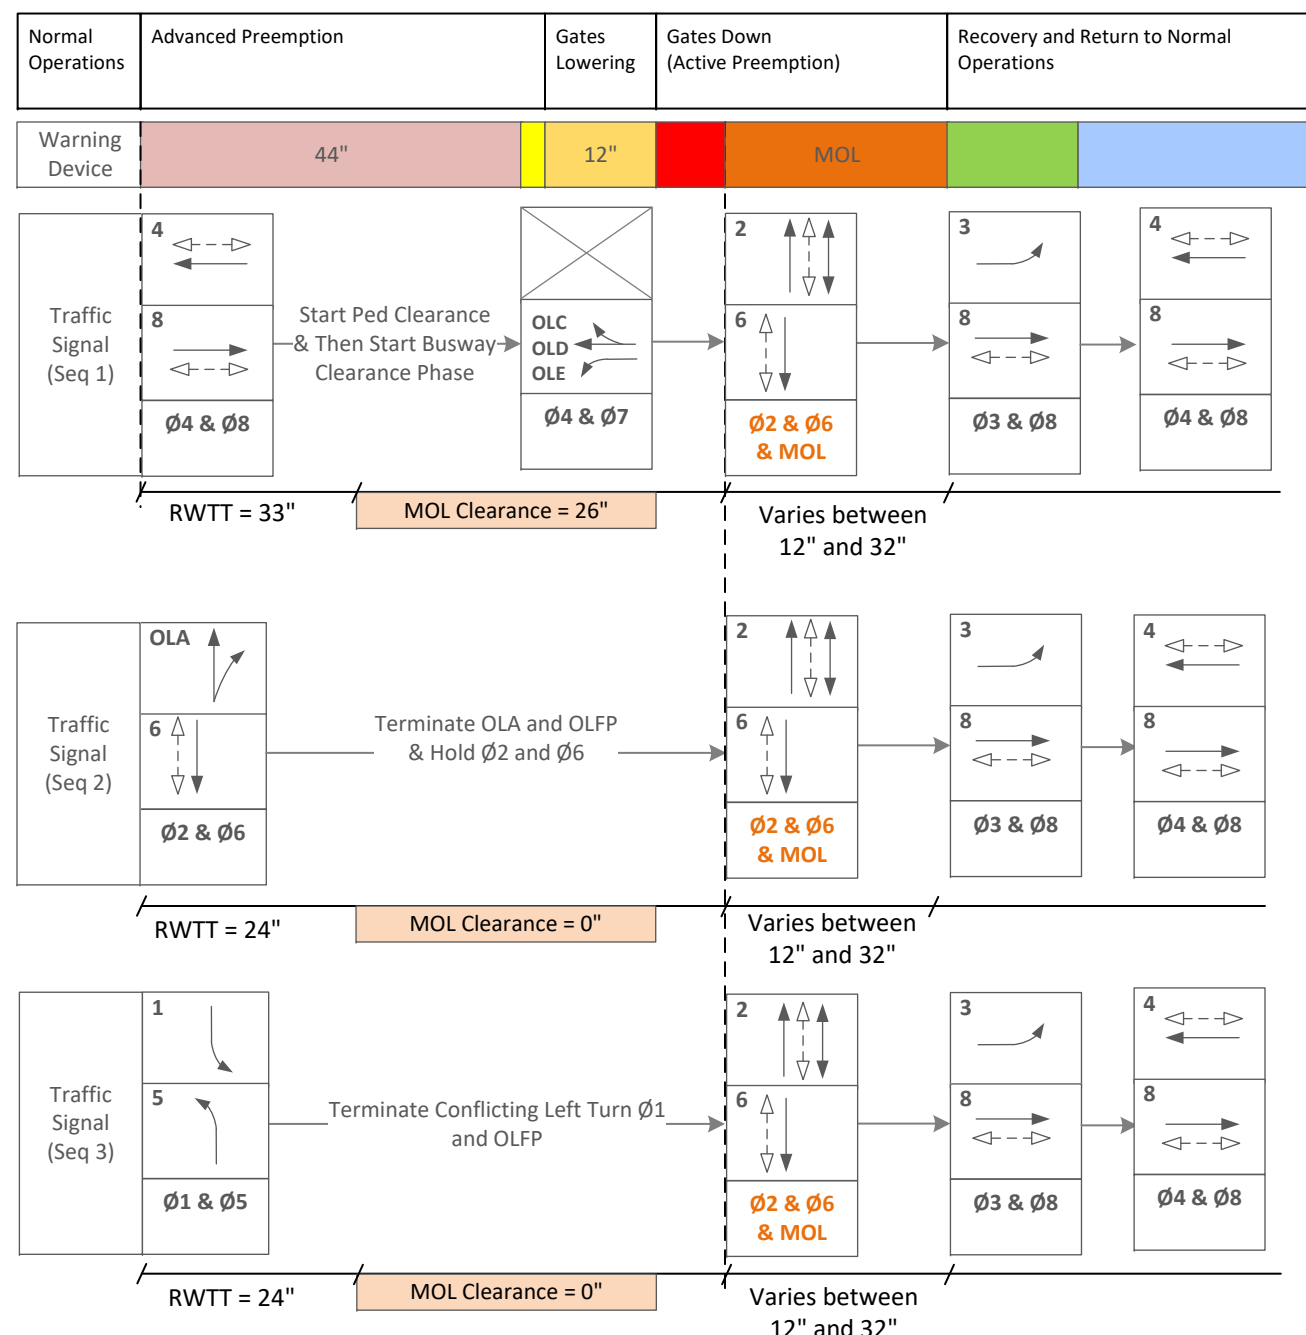 Normal
Operations
Advanced Preemption
Gates
Lowering
Gates Down
(Active Preemption)
Recovery and Return to Normal
Operations
Warning
Device
44"
12"
MOL
Traffic
Signal
(Seq 1)
4
8
Ø4 & Ø8
Start Ped Clearance
& Then Start Busway
Clearance Phase
OLC
OLD
OLE
Ø4 & Ø7
2
6
Ø2 & Ø6
& MOL
3
8
Ø3 & Ø8
4
8
Ø4 & Ø8
RWTT = 33"
MOL Clearance = 26"
Varies between
12" and 32"
Traffic
Signal
(Seq 2)
OLA
6
Ø2 & Ø6
Terminate OLA and OLFP
& Hold Ø2 and Ø6
2
6
Ø2 & Ø6
& MOL
3
8
Ø3 & Ø8
4
8
Ø4 & Ø8
RWTT = 24"
MOL Clearance = 0"
Varies between
12" and 32"
Traffic
Signal
(Seq 3)
1
5
Ø1 & Ø5
Terminate Conflicting Left Turn Ø1
and OLFP
2
6
Ø2 & Ø6
& MOL
3
8
Ø3 & Ø8
4
8
Ø4 & Ø8
RWTT = 24"
MOL Clearance = 0"
Varies between
12" and 32"